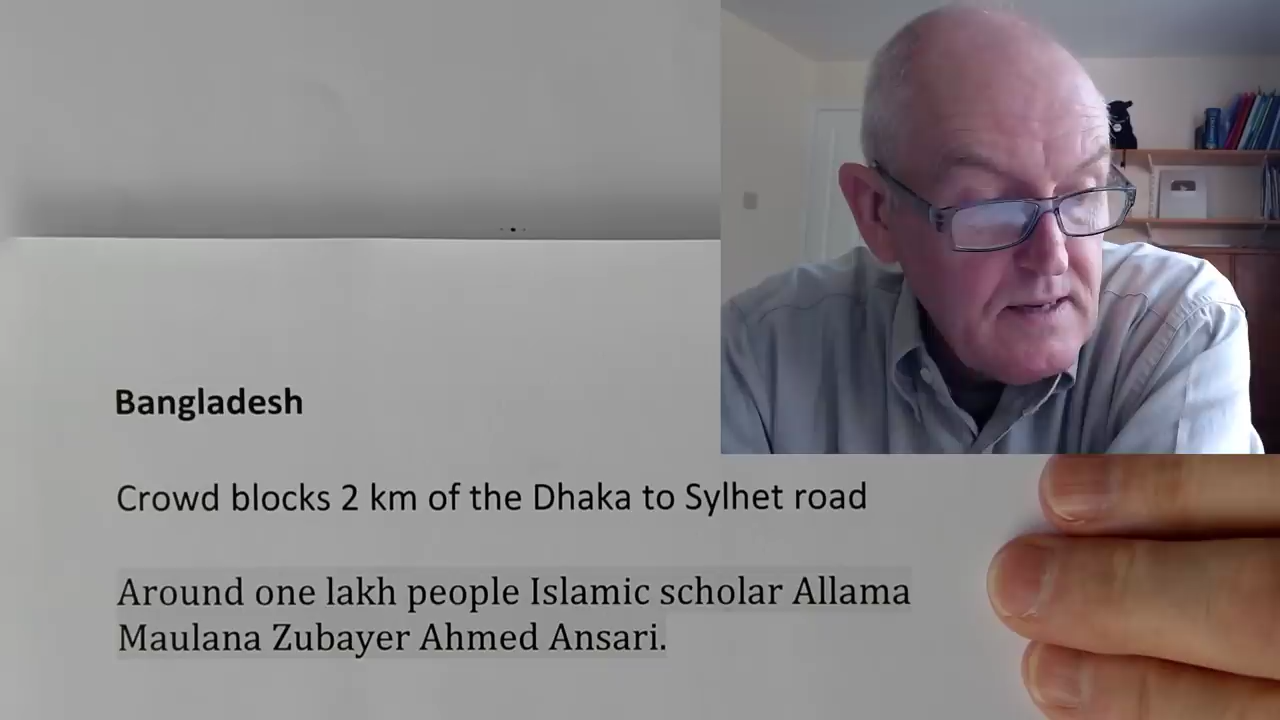 Bangladesh
Crowd blocks 2 km of the Dhaka to Sylhet road
Around one lakh people Islamic scholar Allama
Maulana Zubayer Ahmed Ansari.